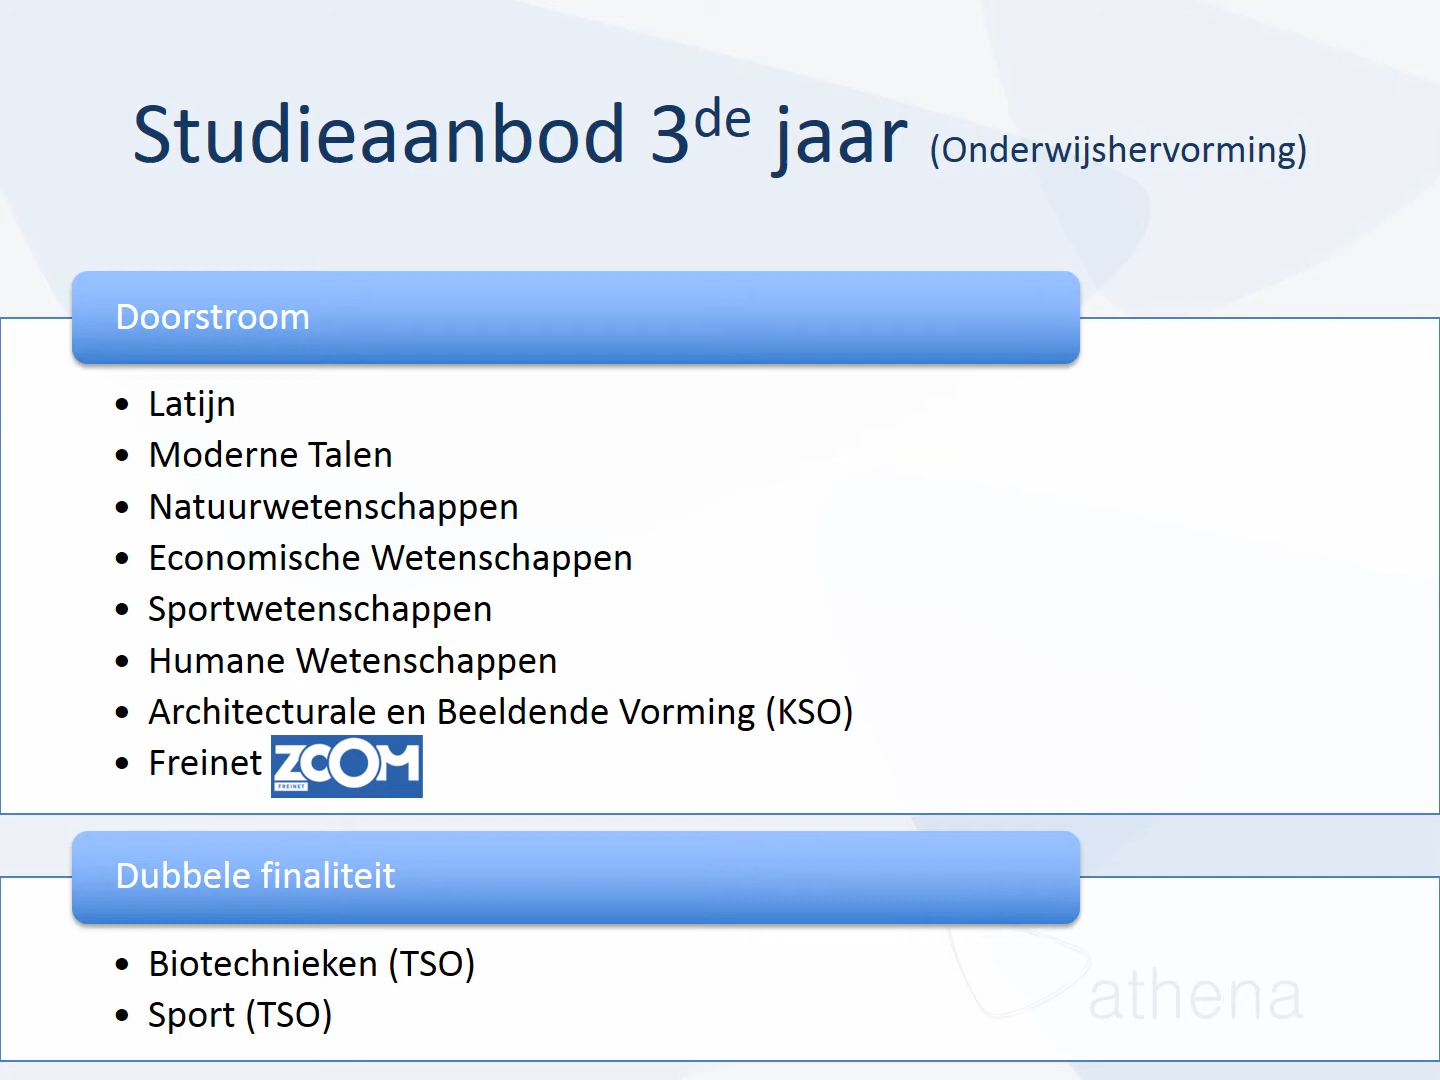 Studieaanbod 3de jaar (Onderwijshervorming)
Doorstroom
• Latijn
• Moderne Talen
• Natuurwetenschappen
• Economische Wetenschappen
• Sportwetenschappen
• Humane Wetenschappen
• Architecturale en Beeldende Vorming (KSO)
• Freinet ZOOM
FREINET
Dubbele finaliteit
• Biotechnieken (TSO)
• Sport (TSO)
athena